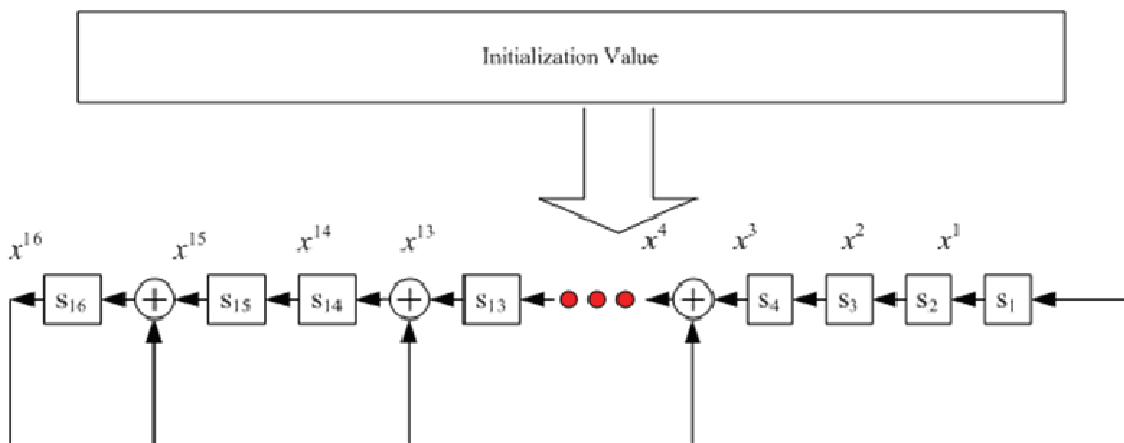 Initialization Value
x¹⁶ x¹⁵ x¹⁴ x¹³ x⁴ x³ x² x¹
S₁₆ + S₁₅ S₁₄ + S₁₃ + S₄ S₃ S₂ S₁